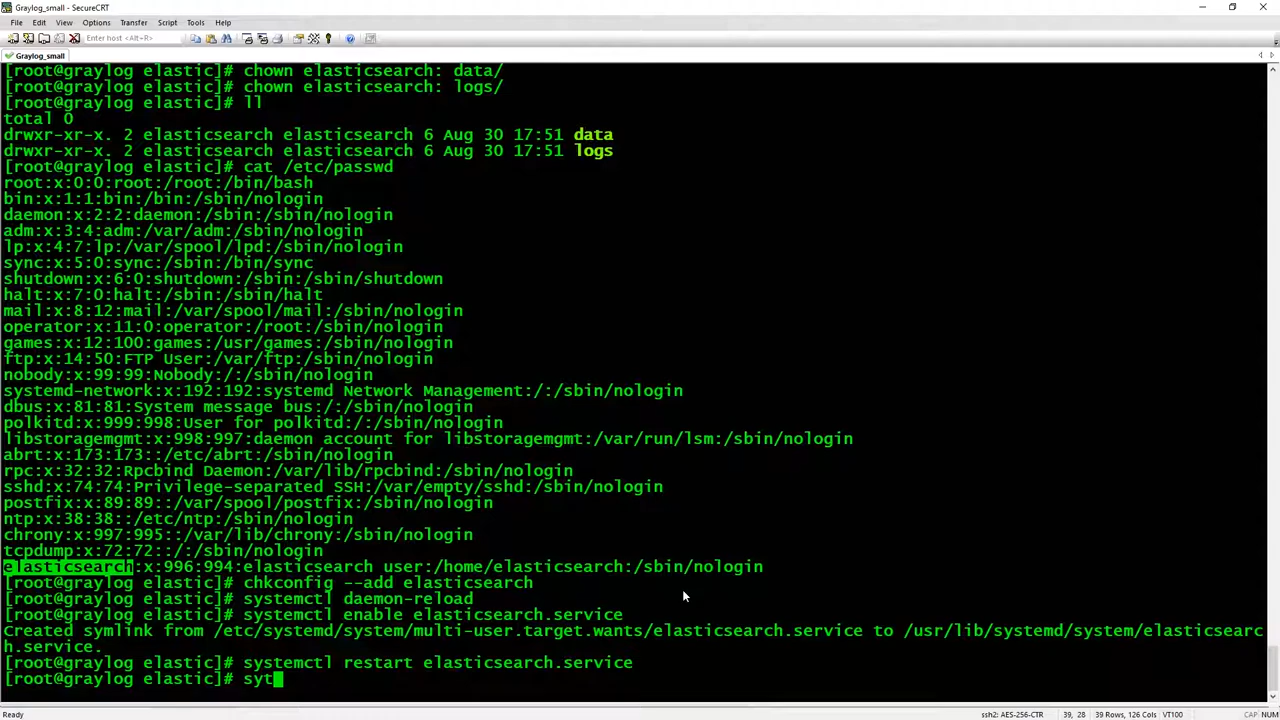 Graylog_small - SecureCRT
File Edit View Options Transfer Script Tools Help
Enter host <Alt+R>
Graylog_small
[root@graylog elastic]# chown elasticsearch: data/
[root@graylog elastic]# chown elasticsearch: logs/
[root@graylog elastic]# ll
total 0
drwxr-xr-x. 2 elasticsearch elasticsearch 6 Aug 30 17:51 data
drwxr-xr-x. 2 elasticsearch elasticsearch 6 Aug 30 17:51 logs
[root@graylog elastic]# cat /etc/passwd
root:x:0:0:root:/root:/bin/bash
bin:x:1:1:bin:/bin:/sbin/nologin
daemon:x:2:2:daemon:/sbin:/sbin/nologin
adm:x:3:4:adm:/var/adm:/sbin/nologin
lp:x:4:7:lp:/var/spool/lpd:/sbin/nologin
sync:x:5:0:sync:/sbin:/bin/sync
shutdown:x:6:0:shutdown:/sbin:/sbin/shutdown
halt:x:7:0:halt:/sbin:/sbin/halt
mail:x:8:12:mail:/var/spool/mail:/sbin/nologin
operator:x:11:0:operator:/root:/sbin/nologin
games:x:12:100:games:/usr/games:/sbin/nologin
ftp:x:14:50:FTP User:/var/ftp:/sbin/nologin
nobody:x:99:99:Nobody:/:/sbin/nologin
systemd-network:x:192:192:systemd Network Management:/:/sbin/nologin
dbus:x:81:81:System message bus:/:/sbin/nologin
polkitd:x:999:998:User for polkitd:/:/sbin/nologin
libstoragemgmt:x:998:997:daemon account for libstoragemgmt:/var/run/lsm:/sbin/nologin
abrt:x:173:173::/etc/abrt:/sbin/nologin
rpc:x:32:32:Rpcbind Daemon:/var/lib/rpcbind:/sbin/nologin
sshd:x:74:74:Privilege-separated SSH:/var/empty/sshd:/sbin/nologin
postfix:x:89:89::/var/spool/postfix:/sbin/nologin
ntp:x:38:38::/etc/ntp:/sbin/nologin
chrony:x:997:995::/var/lib/chrony:/sbin/nologin
tcpdump:x:72:72::/:/sbin/nologin
elasticsearch:x:996:994:elasticsearch user:/home/elasticsearch:/sbin/nologin
[root@graylog elastic]# chkconfig --add elasticsearch
[root@graylog elastic]# systemctl daemon-reload
[root@graylog elastic]# systemctl enable elasticsearch.service
Created symlink from /etc/systemd/system/multi-user.target.wants/elasticsearch.service to /usr/lib/systemd/system/elasticsearc
h.service.
[root@graylog elastic]# systemctl restart elasticsearch.service
[root@graylog elastic]# syt
Ready ssh2: AES-256-CTR 39, 28 39 Rows, 126 Cols VT100 CAP NUM